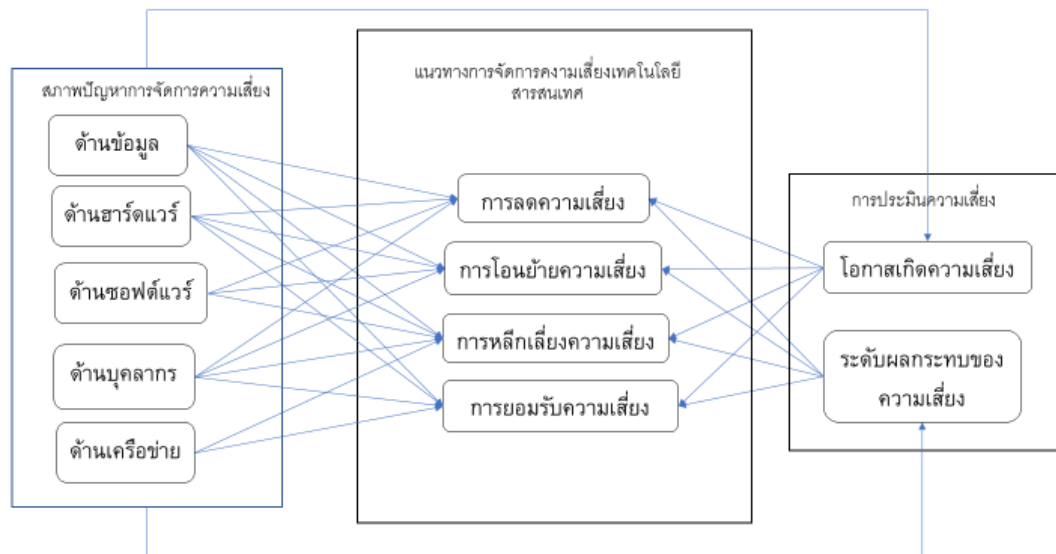 สภาพปัญหาการจัดการความเสี่ยง
ด้านข้อมูล
ด้านฮาร์ดแวร์
ด้านซอฟต์แวร์
ด้านบุคลากร
ด้านเครือข่าย
แนวทางการจัดการคงามเสี่ยงเทคโนโลยี
สารสนเทศ
การลดความเสี่ยง
การโอนย้ายความเสี่ยง
การหลีกเลี่ยงความเสี่ยง
การยอมรับความเสี่ยง
การประมินความเสี่ยง
โอกาสเกิดความเสี่ยง
ระดับผลกระทบของ
ความเสี่ยง